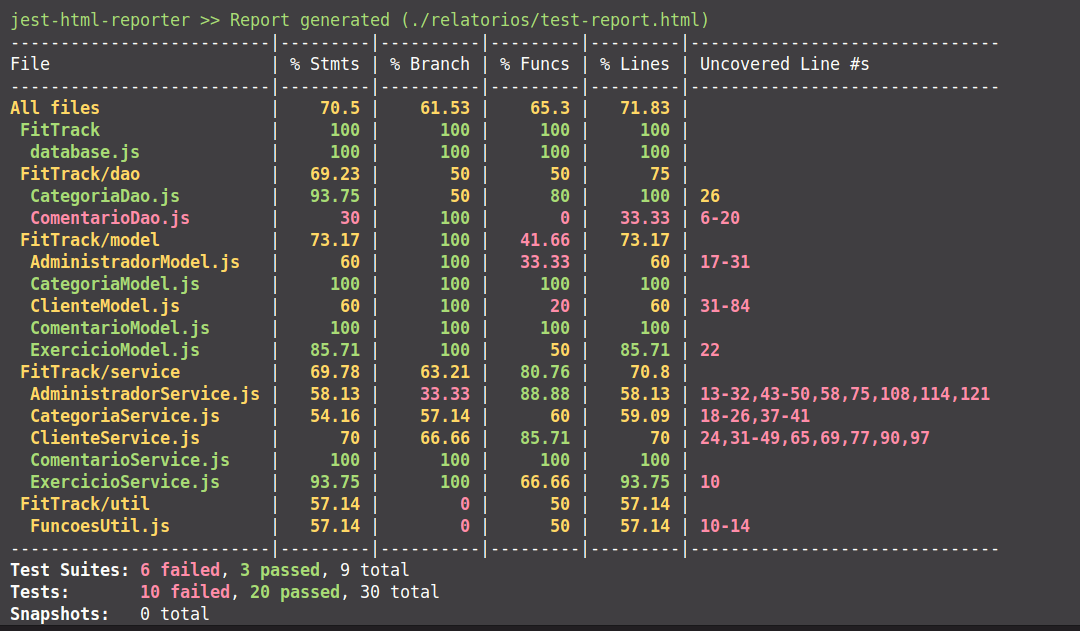 jest-html-reporter >> Report generated (./relatorios/test-report.html)
--------------------------|---------|----------|---------|---------|-------------------------------
File                      | % Stmts | % Branch | % Funcs | % Lines | Uncovered Line #s
--------------------------|---------|----------|---------|---------|-------------------------------
All files                 |    70.5 |    61.53 |    65.3 |   71.83 |
 FitTrack                 |     100 |      100 |     100 |     100 |
  database.js             |     100 |      100 |     100 |     100 |
 FitTrack/dao             |   69.23 |       50 |      50 |      75 |
  CategoriaDao.js         |   93.75 |       50 |      80 |     100 | 26
  ComentarioDao.js        |      30 |      100 |       0 |   33.33 | 6-20
 FitTrack/model           |   73.17 |      100 |   41.66 |   73.17 |
  AdministradorModel.js   |      60 |      100 |   33.33 |      60 | 17-31
  CategoriaModel.js       |     100 |      100 |     100 |     100 |
  ClienteModel.js         |      60 |      100 |      20 |      60 | 31-84
  ComentarioModel.js      |     100 |      100 |     100 |     100 |
  ExercicioModel.js       |   85.71 |      100 |      50 |   85.71 | 22
 FitTrack/service         |   69.78 |    63.21 |   80.76 |    70.8 |
  AdministradorService.js |   58.13 |    33.33 |   88.88 |   58.13 | 13-32,43-50,58,75,108,114,121
  CategoriaService.js     |   54.16 |    57.14 |      60 |   59.09 | 18-26,37-41
  ClienteService.js       |      70 |    66.66 |   85.71 |      70 | 24,31-49,65,69,77,90,97
  ComentarioService.js    |     100 |      100 |     100 |     100 |
  ExercicioService.js     |   93.75 |      100 |   66.66 |   93.75 | 10
 FitTrack/util            |   57.14 |        0 |      50 |   57.14 |
  FuncoesUtil.js          |   57.14 |        0 |      50 |   57.14 | 10-14
--------------------------|---------|----------|---------|---------|-------------------------------
Test Suites: 6 failed, 3 passed, 9 total
Tests:       10 failed, 20 passed, 30 total
Snapshots:   0 total